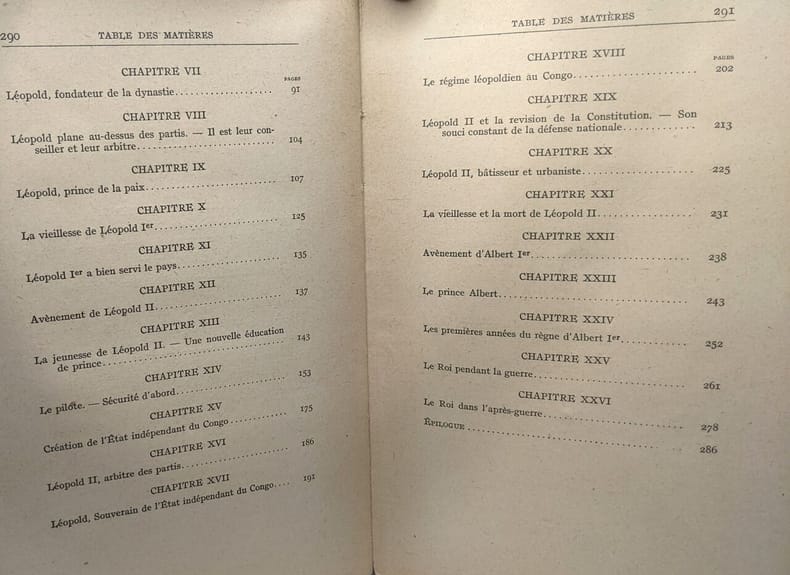 290
TABLE DES MATIÈRES
CHAPITRE VII
PAGES
Léopold, fondateur de la dynastie................... 91
CHAPITRE VIII
Léopold plane au-dessus des partis. — Il est leur con-
seiller et leur arbitre........................ 104
CHAPITRE IX
Léopold, prince de la paix..................... 107
CHAPITRE X
La vieillesse de Léopold Ier..................... 125
CHAPITRE XI
Léopold Ier a bien servi le pays................. 135
CHAPITRE XII
Avènement de Léopold II..................... 137
CHAPITRE XIII
La jeunesse de Léopold II. — Une nouvelle éducation
de prince............................... 143
CHAPITRE XIV
Le pilote. — Sécurité d'abord.................. 153
CHAPITRE XV
Création de l'État indépendant du Congo.......... 175
CHAPITRE XVI
Léopold II, arbitre des partis................... 186
CHAPITRE XVII
Léopold, Souverain de l'État indépendant du Congo.... 191
TABLE DES MATIÈRES
291
CHAPITRE XVIII
PAGES
Le régime léopoldien au Congo..................... 202
CHAPITRE XIX
Léopold II et la revision de la Constitution. — Son
souci constant de la défense nationale............. 213
CHAPITRE XX
Léopold II, bâtisseur et urbaniste................... 225
CHAPITRE XXI
La vieillesse et la mort de Léopold II................ 231
CHAPITRE XXII
Avènement d'Albert Ier........................... 238
CHAPITRE XXIII
Le prince Albert................................ 243
CHAPITRE XXIV
Les premières années du règne d'Albert Ier............ 252
CHAPITRE XXV
Le Roi pendant la guerre........................ 261
CHAPITRE XXVI
Le Roi dans l'après-guerre....................... 278
ÉPILOGUE ................................... 286